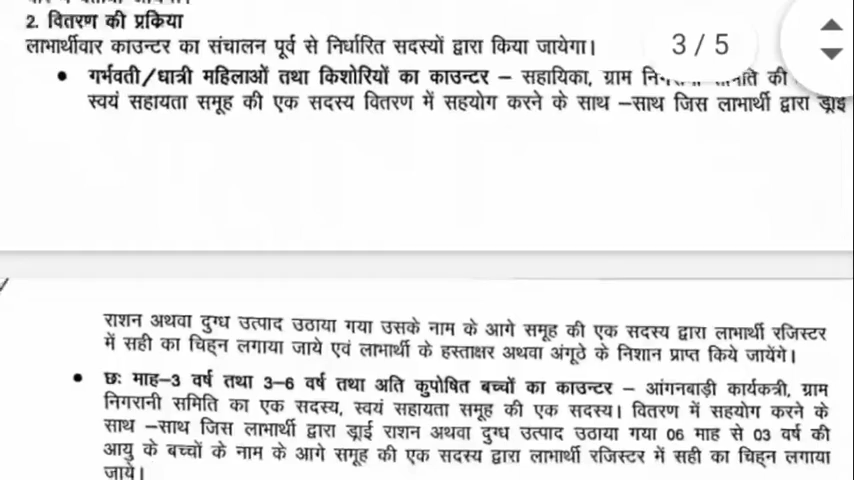 2. वितरण की प्रक्रिया
लाभार्थीवार काउन्टर का संचालन पूर्व से निर्धारित सदस्यों द्वारा किया जायेगा।
3 / 5
• गर्भवती/धात्री महिलाओं तथा किशोरियों का काउन्टर – सहायिका, ग्राम की
स्वयं सहायता समूह की एक सदस्य वितरण में सहयोग करने के साथ –साथ जिस लाभार्थी द्वारा ड्राई
राशन अथवा दुग्ध उत्पाद उठाया गया उसके नाम के आगे समूह की एक सदस्य द्वारा लाभार्थी रजिस्टर
में सही का चिह्न लगाया जाये एवं लाभार्थी के हस्ताक्षर अथवा अंगूठे के निशान प्राप्त किये जायेंगे।
• छः माह–3 वर्ष तथा 3–6 वर्ष तथा अति कुपोषित बच्चों का काउन्टर – आंगनबाड़ी कार्यकत्री, ग्राम
निगरानी समिति का एक सदस्य, स्वयं सहायता समूह की एक सदस्य। वितरण में सहयोग करने के
साथ –साथ जिस लाभार्थी द्वारा ड्राई राशन अथवा दुग्ध उत्पाद उठाया गया 06 माह से 03 वर्ष की
आयु के बच्चों के नाम के आगे समूह की एक सदस्य द्वारा लाभार्थी रजिस्टर में सही का चिह्न लगाया
जाये।